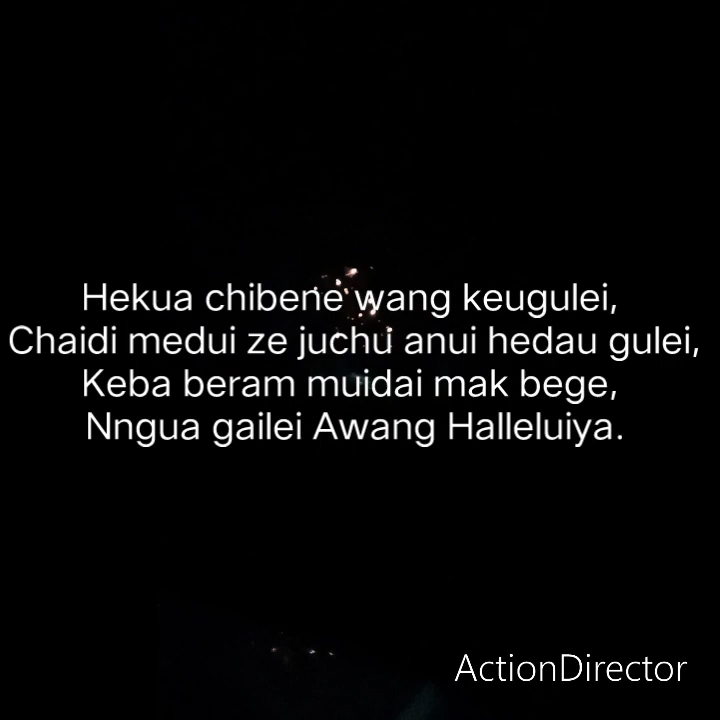 Hekua chibene wang keugulei,
Chaidi medui ze juchu anui hedau gulei,
Keba beram muidai mak bege,
Nngua gailei Awang Halleluiya.
ActionDirector